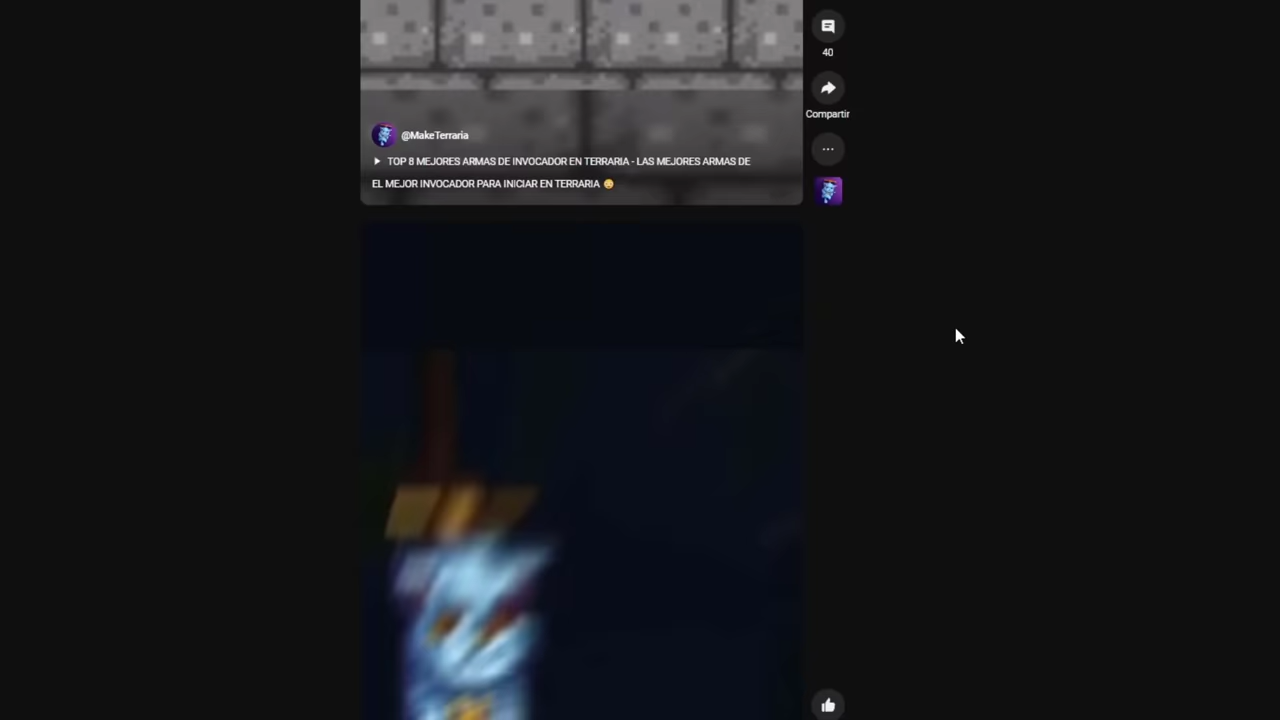 40
Compartir
@MakeTerraria
TOP 8 MEJORES ARMAS DE INVOCADOR EN TERRARIA - LAS MEJORES ARMAS DE
EL MEJOR INVOCADOR PARA INICIAR EN TERRARIA 😳